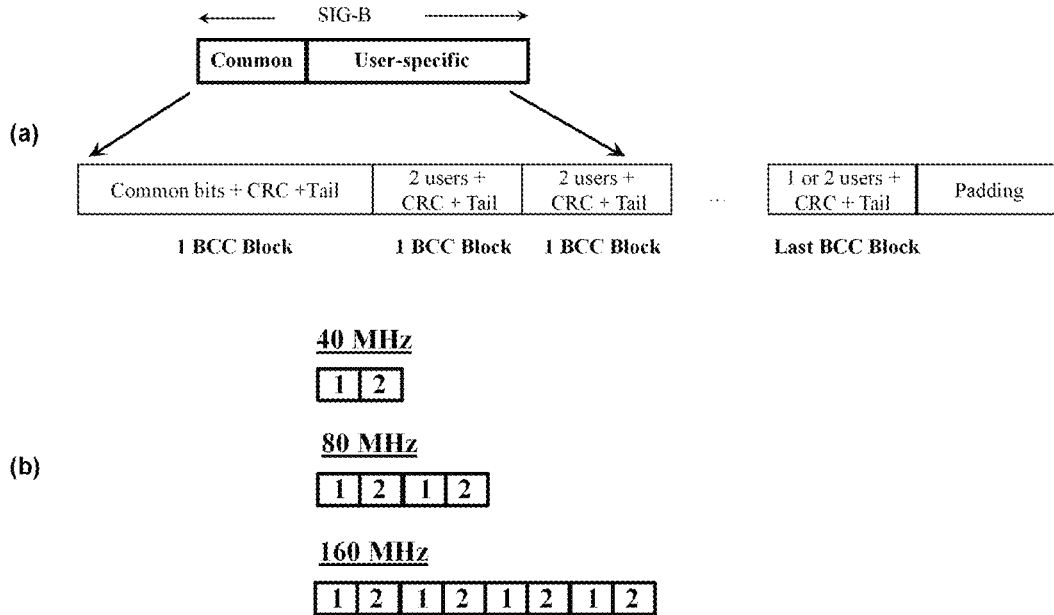 SIG-B
Common User-specific
(a)
Common bits + CRC +Tail
2 users +
CRC + Tail
2 users +
CRC + Tail
...
1 or 2 users +
CRC + Tail
Padding
1 BCC Block 1 BCC Block 1 BCC Block Last BCC Block
40 MHz
1 2
80 MHz
(b)
1 2 1 2
160 MHz
1 2 1 2 1 2 1 2